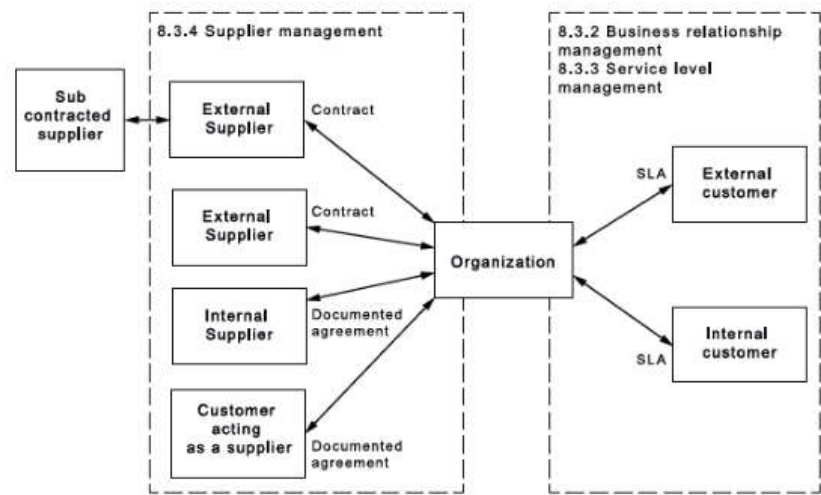 8.3.4 Supplier management
8.3.2 Business relationship
management
8.3.3 Service level
management
Sub
contracted
supplier
External
Supplier
Contract
External
Supplier
Contract
Internal
Supplier
Documented
agreement
Customer
acting
as a supplier
Documented
agreement
Organization
SLA
External
customer
Internal
customer
SLA